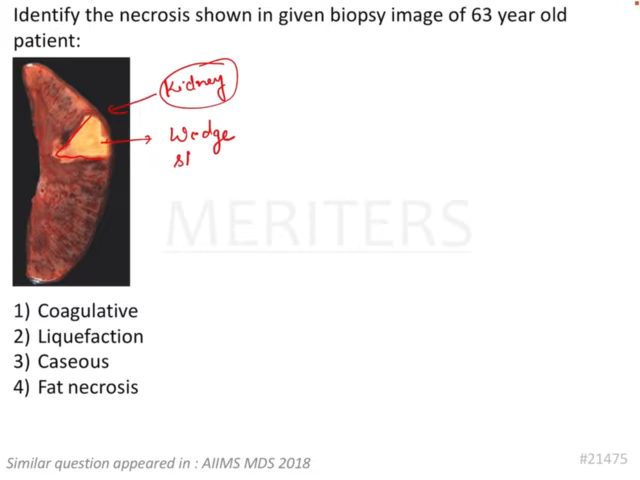 Identify the necrosis shown in given biopsy image of 63 year old
patient:
Kidney
Wedge
MERITERS
1) Coagulative
2) Liquefaction
3) Caseous
4) Fat necrosis
Similar question appeared in : AIIMS MDS 2018
#21475